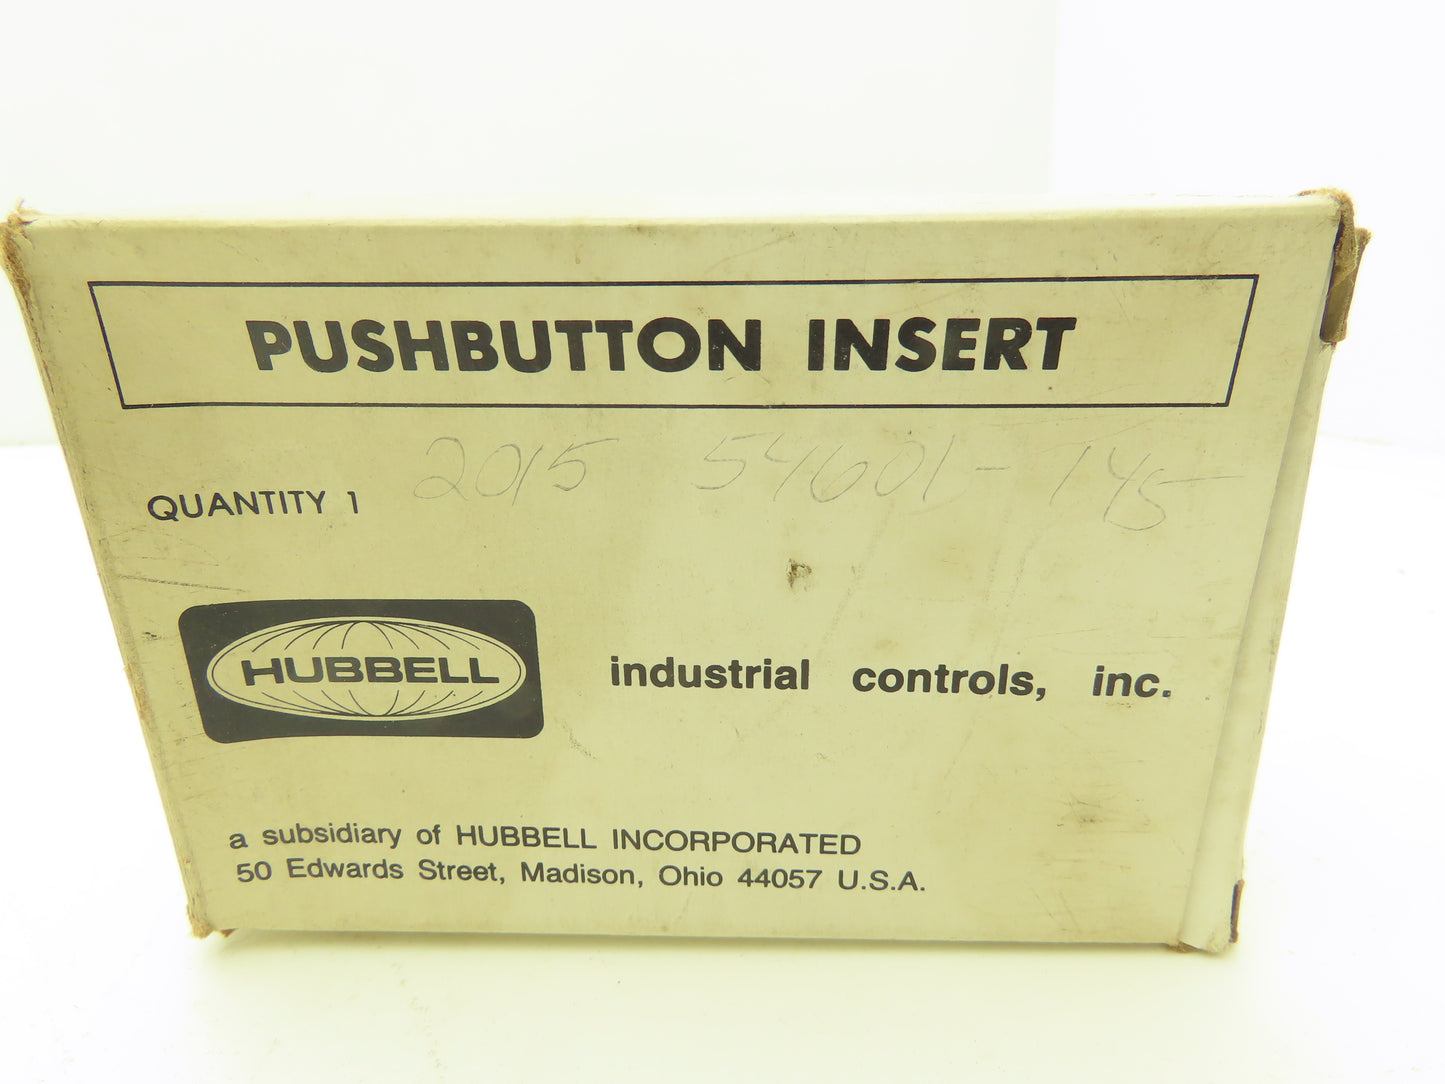 PUSHBUTTON INSERT
2015 54601-T45
QUANTITY 1
HUBBELL industrial controls, inc.
a subsidiary of HUBBELL INCORPORATED
50 Edwards Street, Madison, Ohio 44057 U.S.A.